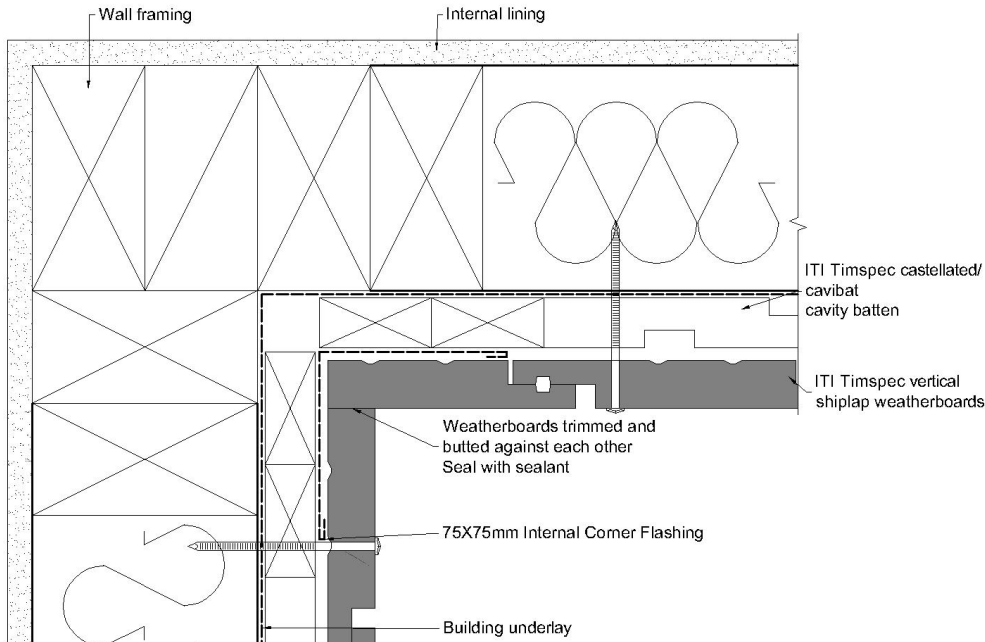 Wall framing
Internal lining
ITI Timspec castellated/
cavibat
cavity batten
ITI Timspec vertical
shiplap weatherboards
Weatherboards trimmed and
butted against each other
Seal with sealant
75X75mm Internal Corner Flashing
Building underlay